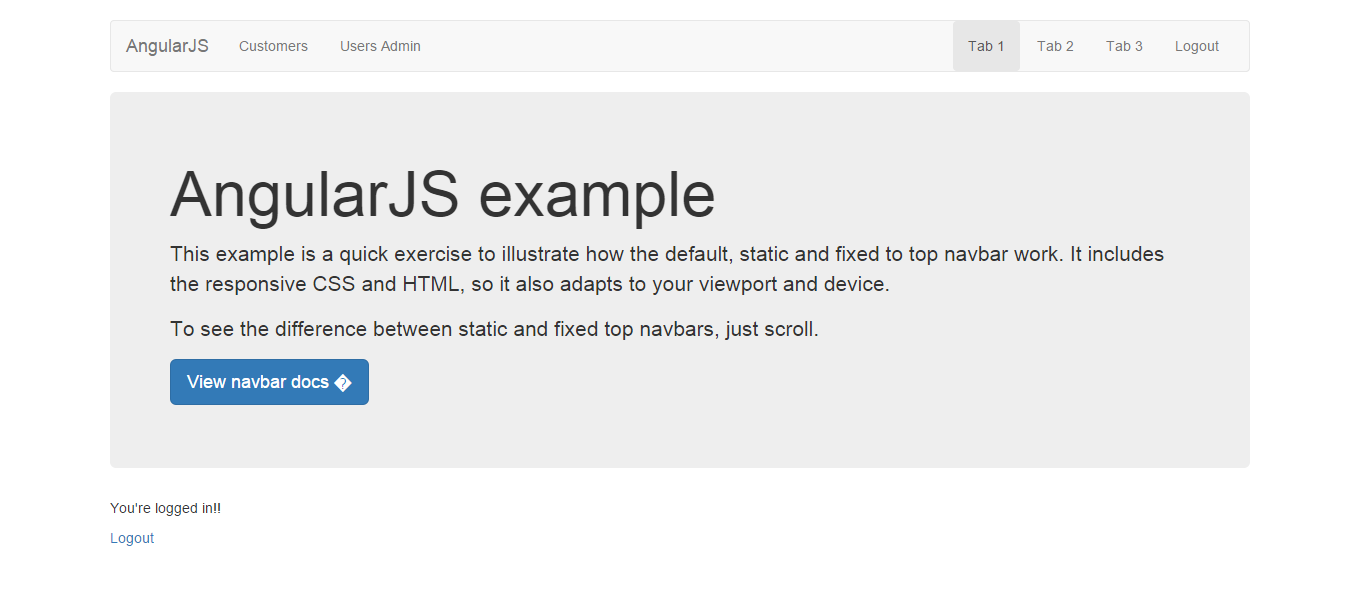 AngularJS Customers Users Admin Tab 1 Tab 2 Tab 3 Logout
AngularJS example
This example is a quick exercise to illustrate how the default, static and fixed to top navbar work. It includes
the responsive CSS and HTML, so it also adapts to your viewport and device.
To see the difference between static and fixed top navbars, just scroll.
View navbar docs �
You're logged in!!
Logout